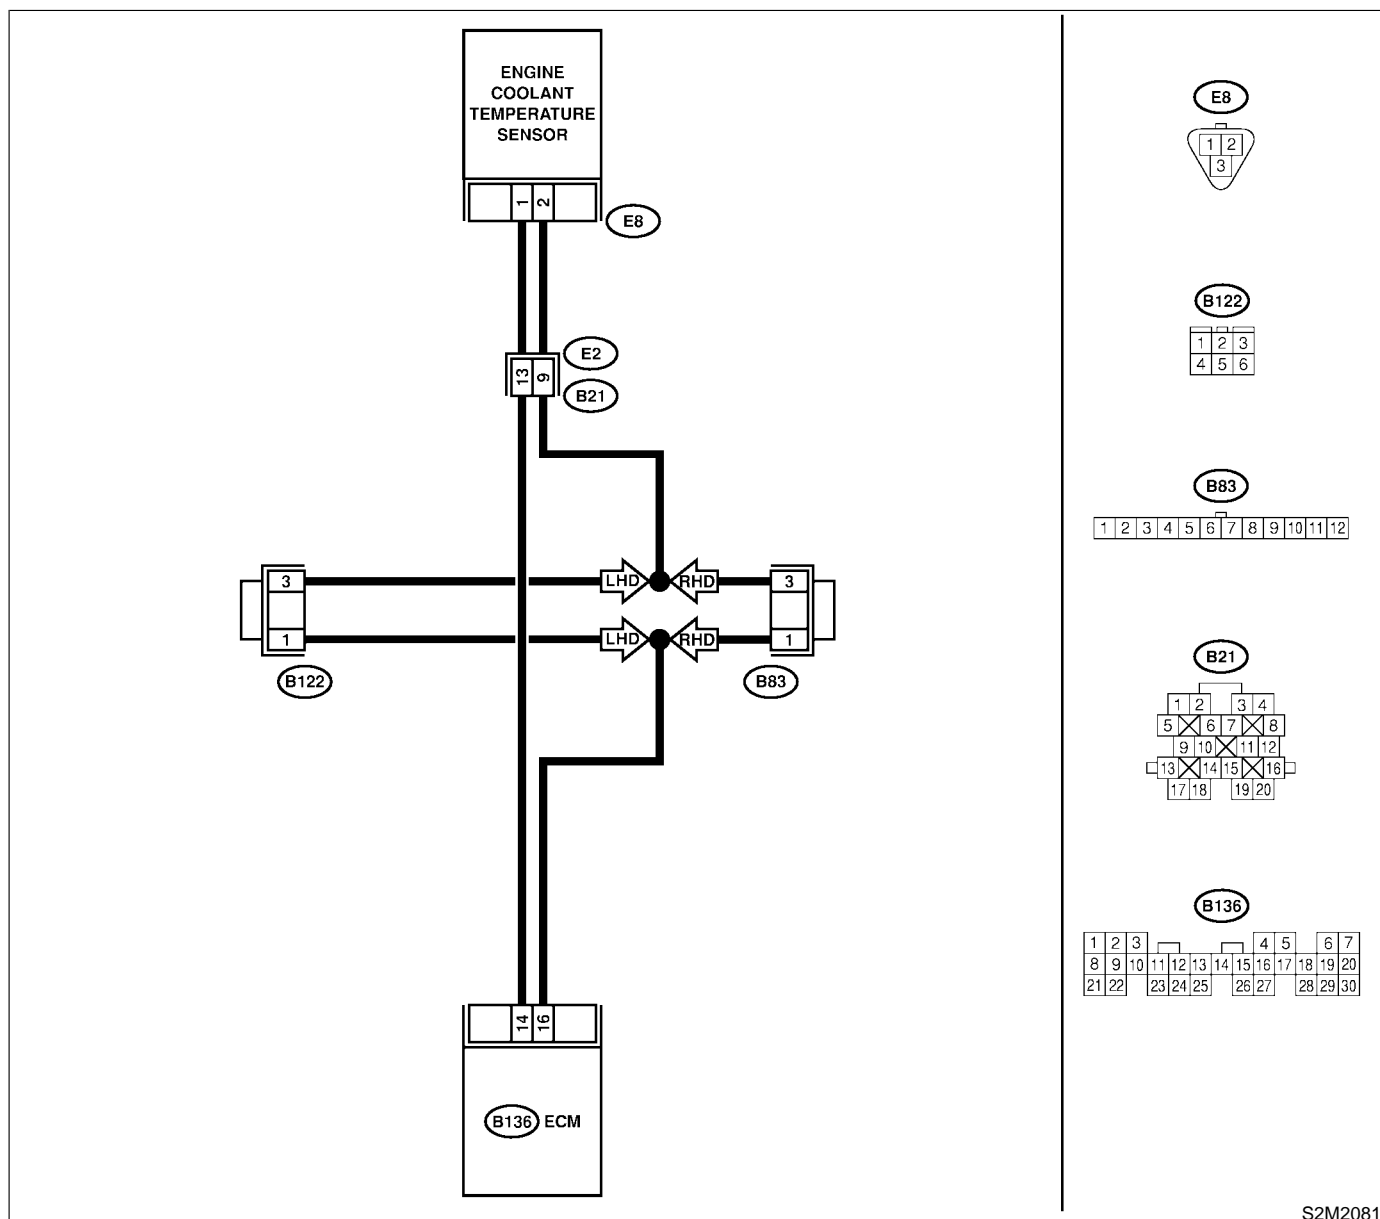 ENGINE
COOLANT
TEMPERATURE
SENSOR
1 2
E8
E2
13 9
B21
3 LHD RHD 3
1 LHD RHD 1
B122
B83
14 16
B136 ECM
E8
1 2
3
B122
1 2 3
4 5 6
B83
1 2 3 4 5 6 7 8 9 10 11 12
B21
1 2 3 4
5 6 7 8
9 10 11 12
13 14 15 16
17 18 19 20
B136
1 2 3 4 5 6 7
8 9 10 11 12 13 14 15 16 17 18 19 20
21 22 23 24 25 26 27 28 29 30
S2M2081